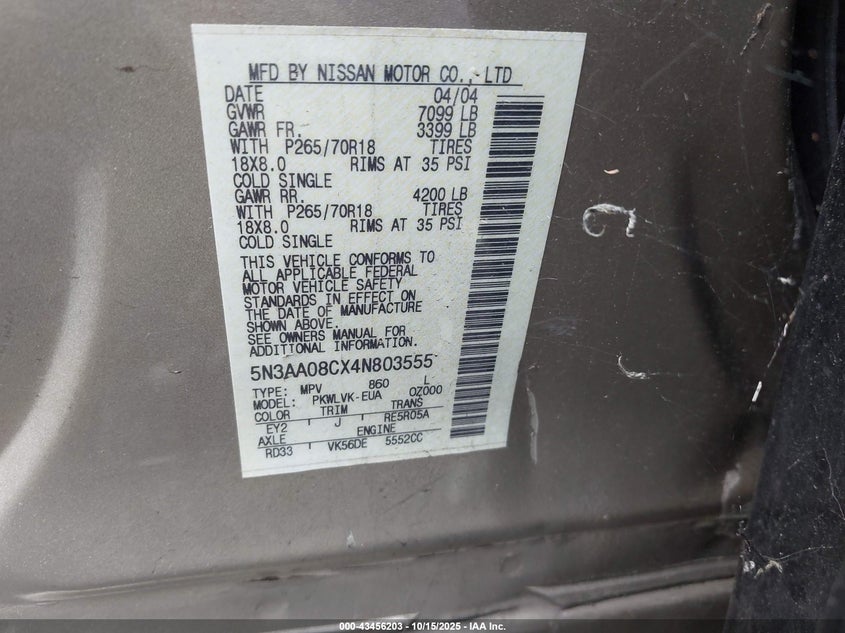 MFD BY NISSAN MOTOR CO., LTD
DATE 04/04
GVWR 7099 LB
GAWR FR. 3399 LB
WITH P265/70R18 TIRES
18X8.0 RIMS AT 35 PSI
COLD SINGLE
GAWR RR. 4200 LB
WITH P265/70R18 TIRES
18X8.0 RIMS AT 35 PSI
COLD SINGLE
THIS VEHICLE CONFORMS TO
ALL APPLICABLE FEDERAL
MOTOR VEHICLE SAFETY
STANDARDS IN EFFECT ON
THE DATE OF MANUFACTURE
SHOWN ABOVE.
SEE OWNERS MANUAL FOR
ADDITIONAL INFORMATION.
5N3AA08CX4N803555
TYPE: MPV 860 L
MODEL: PKWLVK-EUA 0Z000
COLOR TRIM TRANS
EY2 J RE5R05A
AXLE ENGINE
RD33 VK56DE 5552CC
000-43456203 - 10/15/2025 - IAA Inc.